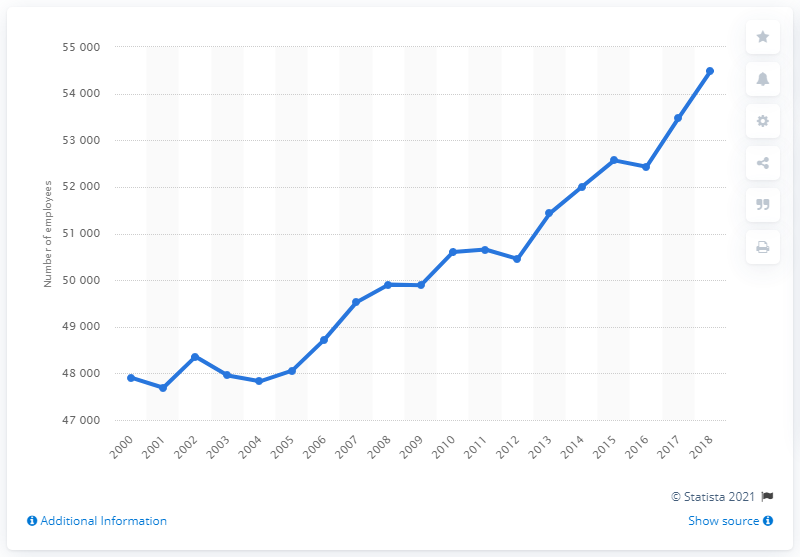 55 000
54 000
53 000
52 000
51 000
50 000
49 000
48 000
47 000
Number of employees
2000 2001 2002 2003 2004 2005 2006 2007 2008 2009 2010 2011 2012 2013 2014 2015 2016 2017 2018
© Statista 2021
Additional Information Show source